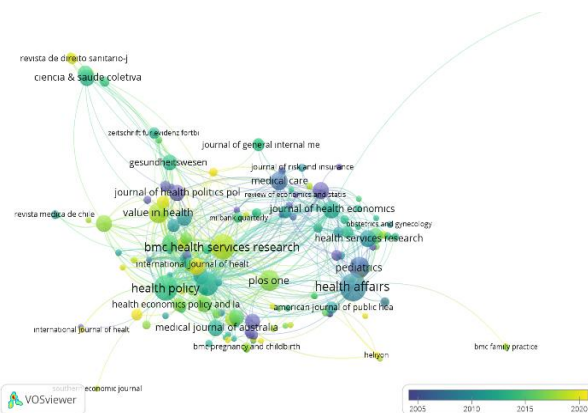 revista de direito sanitario-j
ciencia & saude coletiva
zeitschrift fur evidenz fortbi
journal of general internal me
gesundheitswesen
journal of risk and insurance
medical care
journal of health politics pol
review of economics and statis
value in health
journal of health economics
revista medica de chile
milbank quarterly
obstetrics and gynecology
health services research
bmc health services research
international journal of healt
pediatrics
plos one
health policy
health affairs
health economics policy and la
american journal of public hea
medical journal of australia
international journal of healt
bmc pregnancy and childbirth
heliyon
bmc family practice
southern economic journal
VOSviewer
2005 2010 2015 2020